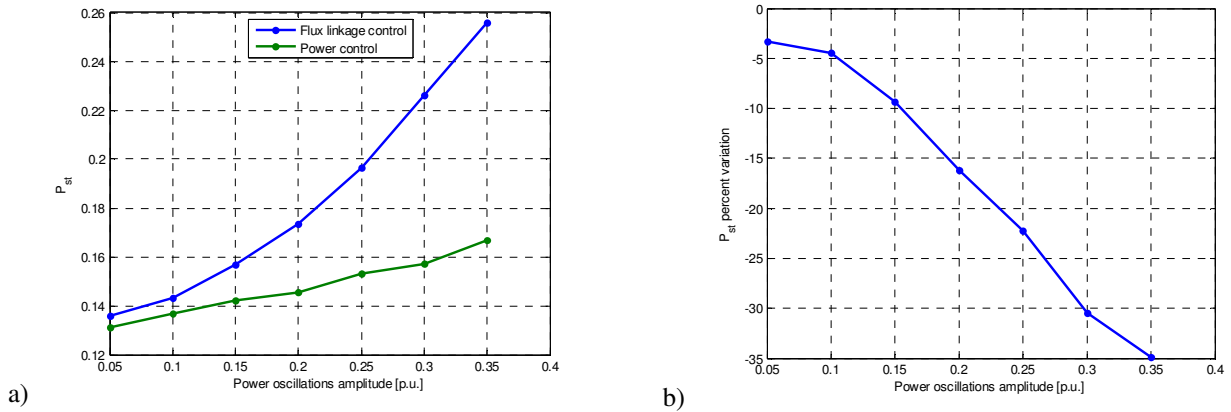 0.26
0.24
0.22
0.2
0.18
0.16
0.14
0.12
P_st
Flux linkage control
Power control
0.05 0.1 0.15 0.2 0.25 0.3 0.35 0.4
Power oscillations amplitude [p.u.]
a)
0
-5
-10
-15
-20
-25
-30
-35
P_st percent variation
0.05 0.1 0.15 0.2 0.25 0.3 0.35 0.4
Power oscillations amplitude [p.u.]
b)